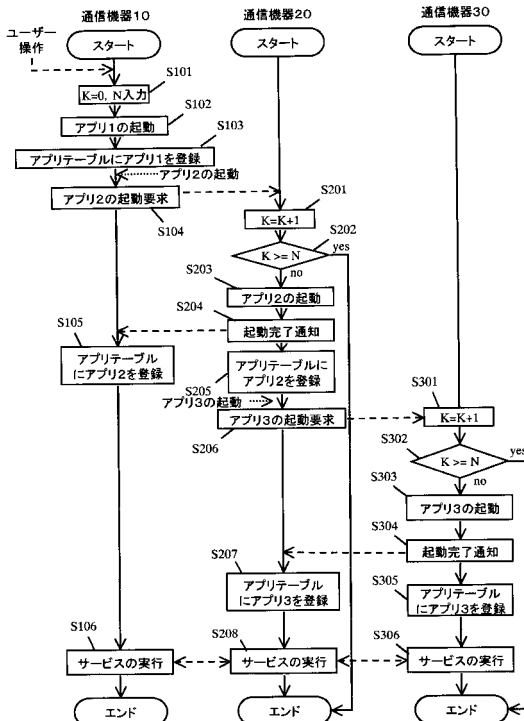 通信機器10
通信機器20
通信機器30
ユーザー
操作
スタート
スタート
スタート
S101
K=0, N入力
S102
アプリ1の起動
S103
アプリテーブルにアプリ1を登録
アプリ2の起動
アプリ2の起動要求
S104
S201
K=K+1
S202
K >= N
yes
no
S203
アプリ2の起動
S204
起動完了通知
S105
アプリテーブル
にアプリ2を登録
アプリテーブルに
アプリ2を登録
S205
アプリ3の起動
アプリ3の起動要求
S206
S301
K=K+1
S302
K >= N
yes
no
S303
アプリ3の起動
S304
起動完了通知
S207
アプリテーブル
にアプリ3を登録
S305
アプリテーブル
にアプリ3を登録
S106
サービスの実行
S208
サービスの実行
S306
サービスの実行
エンド
エンド
エンド